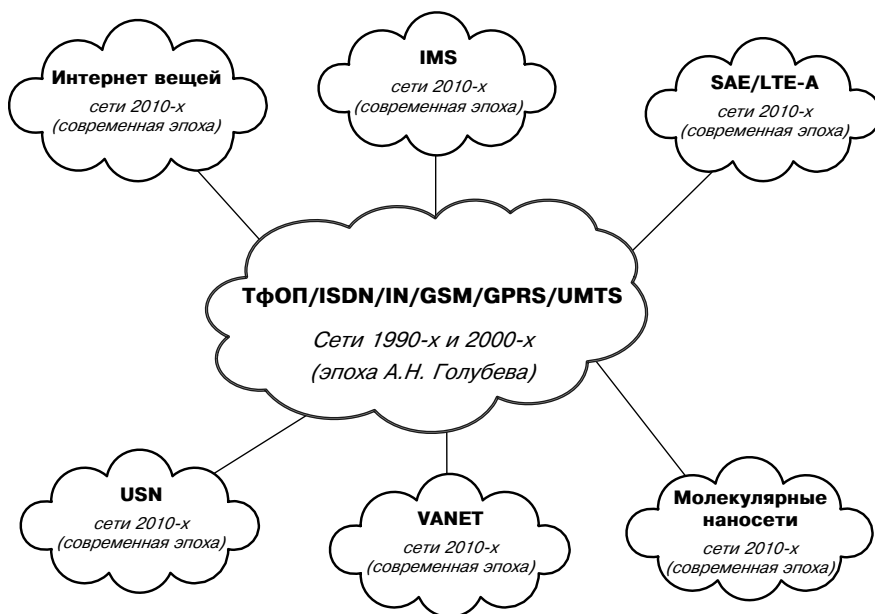 Интернет вещей
сети 2010-х
(современная эпоха)
IMS
сети 2010-х
(современная эпоха)
SAE/LTE-A
сети 2010-х
(современная эпоха)
ТфОП/ISDN/IN/GSM/GPRS/UMTS
Сети 1990-х и 2000-х
(эпоха А.Н. Голубева)
USN
сети 2010-х
(современная эпоха)
VANET
сети 2010-х
(современная эпоха)
Молекулярные
наносети
сети 2010-х
(современная эпоха)